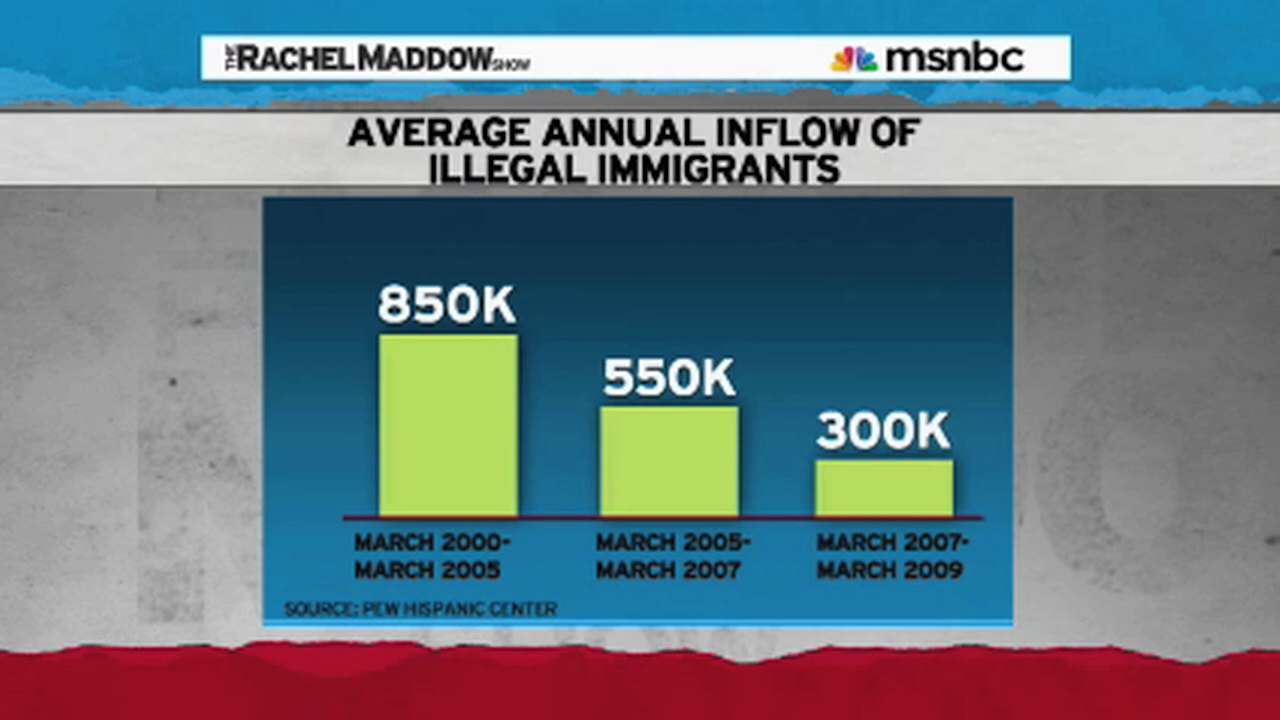 THE RACHEL MADDOW SHOW
msnbc
AVERAGE ANNUAL INFLOW OF
ILLEGAL IMMIGRANTS
850K
550K
300K
MARCH 2000-
MARCH 2005
MARCH 2005-
MARCH 2007
MARCH 2007-
MARCH 2009
SOURCE: PEW HISPANIC CENTER